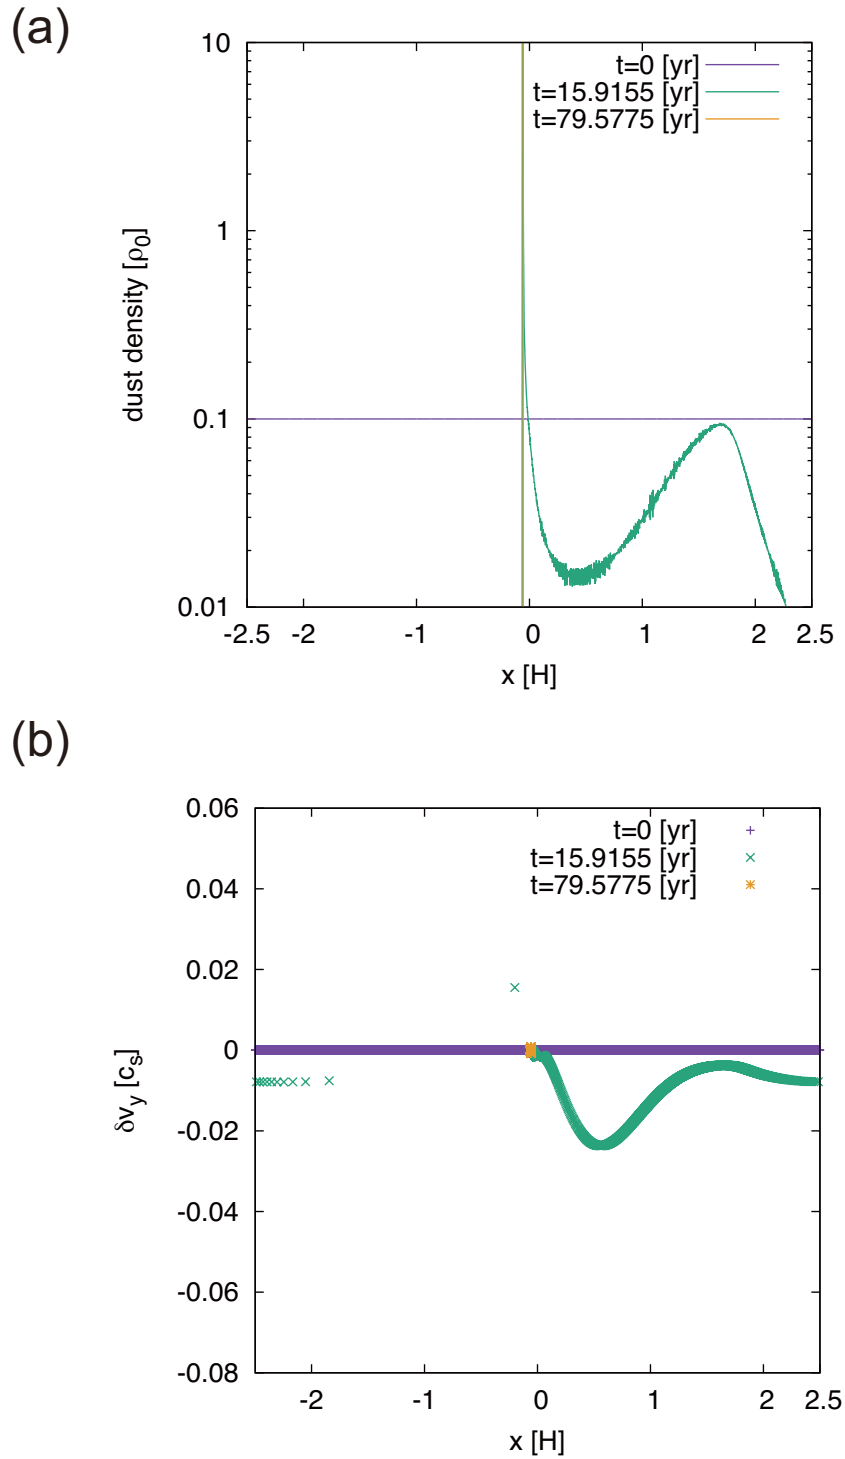 (a)
10
1
0.1
0.01
dust density [ρ0]
t=0 [yr]
t=15.9155 [yr]
t=79.5775 [yr]
-2.5 -2 -1 0 1 2 2.5
x [H]
(b)
0.06
0.04
0.02
0
-0.02
-0.04
-0.06
-0.08
δvy [cs]
t=0 [yr]
t=15.9155 [yr]
t=79.5775 [yr]
-2 -1 0 1 2 2.5
x [H]